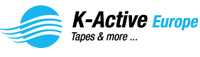 K-Active Europe
Tapes & more ...